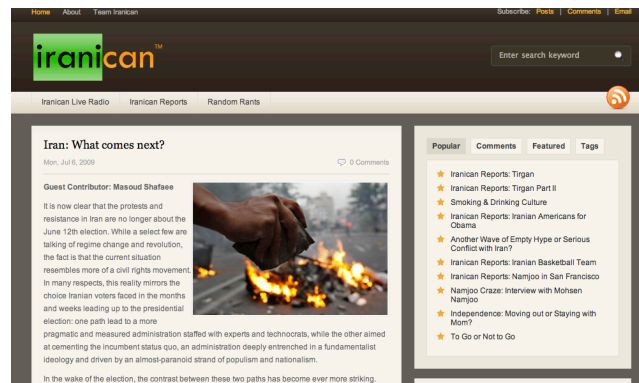 Home About Team Iranican
Subscribe: Posts | Comments | Email
iranican™
Enter search keyword
Iranican Live Radio Iranican Reports Random Rants
Iran: What comes next?
Mon, Jul 6, 2009
0 Comments
Guest Contributor: Masoud Shafaee
It is now clear that the protests and
resistance in Iran are no longer about the
June 12th election. While a select few are
talking of regime change and revolution,
the fact is that the current situation
resembles more of a civil rights movement.
In many respects, this reality mirrors the
choice Iranian voters faced in the months
and weeks leading up to the presidential
election: one path lead to a more
pragmatic and measured administration staffed with experts and technocrats, while the other aimed
at cementing the incumbent status quo, an administration deeply entrenched in a fundamentalist
ideology and driven by an almost-paranoid strand of populism and nationalism.
In the wake of the election, the contrast between these two paths has become ever more striking.
Popular Comments Featured Tags
Iranican Reports: Tirgan
Iranican Reports: Tirgan Part II
Smoking & Drinking Culture
Iranican Reports: Iranian Americans for
Obama
Another Wave of Empty Hype or Serious
Conflict with Iran?
Iranican Reports: Iranian Basketball Team
Iranican Reports: Namjoo in San Francisco
Namjoo Craze: Interview with Mohsen
Namjoo
Independence: Moving out or Staying with
Mom?
To Go or Not to Go